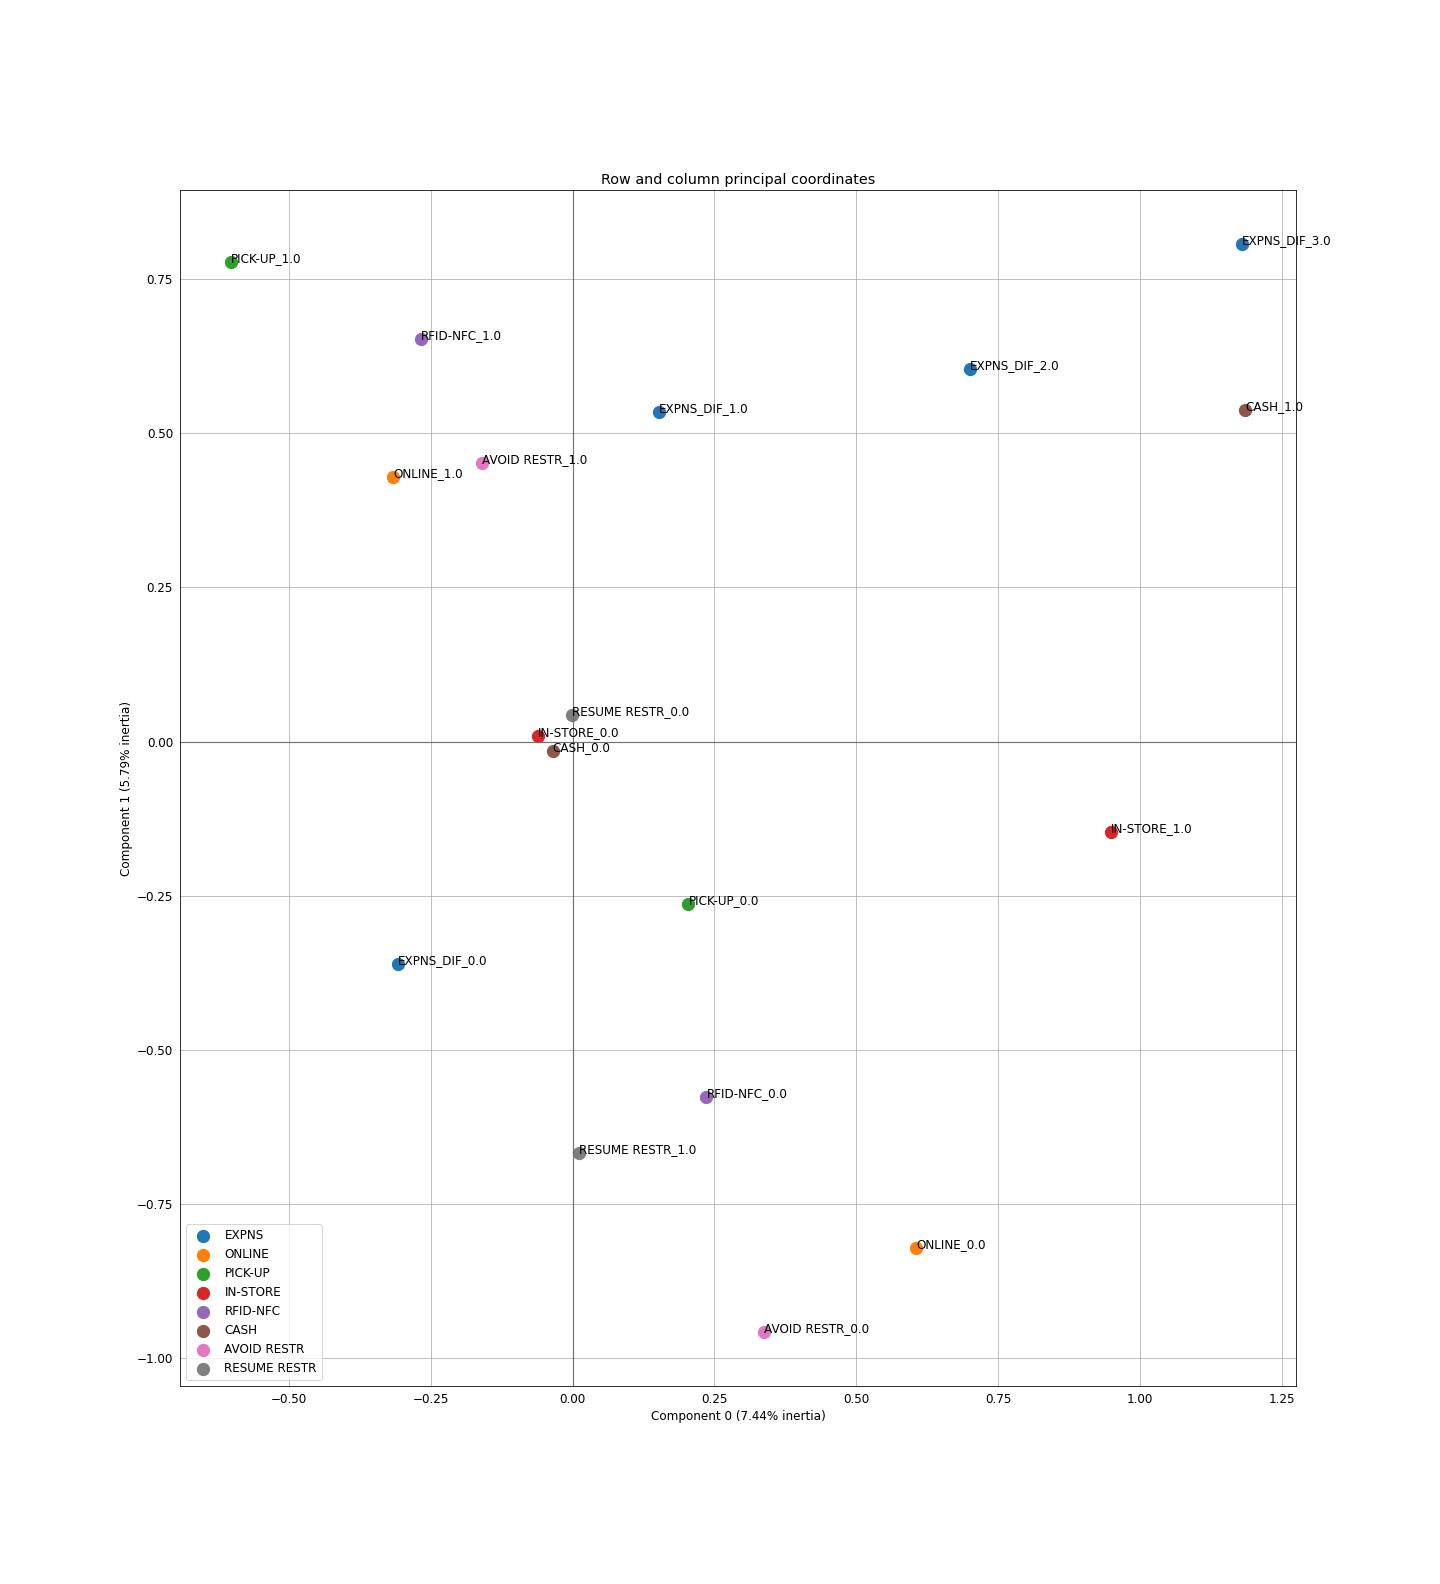 Row and column principal coordinates
EXPNS_DIF_3.0
PICK-UP_1.0
RFID-NFC_1.0
EXPNS_DIF_2.0
EXPNS_DIF_1.0
CASH_1.0
AVOID RESTR_1.0
ONLINE_1.0
RESUME RESTR_0.0
IN-STORE_0.0
CASH_0.0
IN-STORE_1.0
PICK-UP_0.0
EXPNS_DIF_0.0
RFID-NFC_0.0
RESUME RESTR_1.0
ONLINE_0.0
AVOID RESTR_0.0
0.75
0.50
0.25
0.00
−0.25
−0.50
−0.75
−1.00
Component 1 (5.79% inertia)
EXPNS
ONLINE
PICK-UP
IN-STORE
RFID-NFC
CASH
AVOID RESTR
RESUME RESTR
−0.50 −0.25 0.00 0.25 0.50 0.75 1.00 1.25
Component 0 (7.44% inertia)